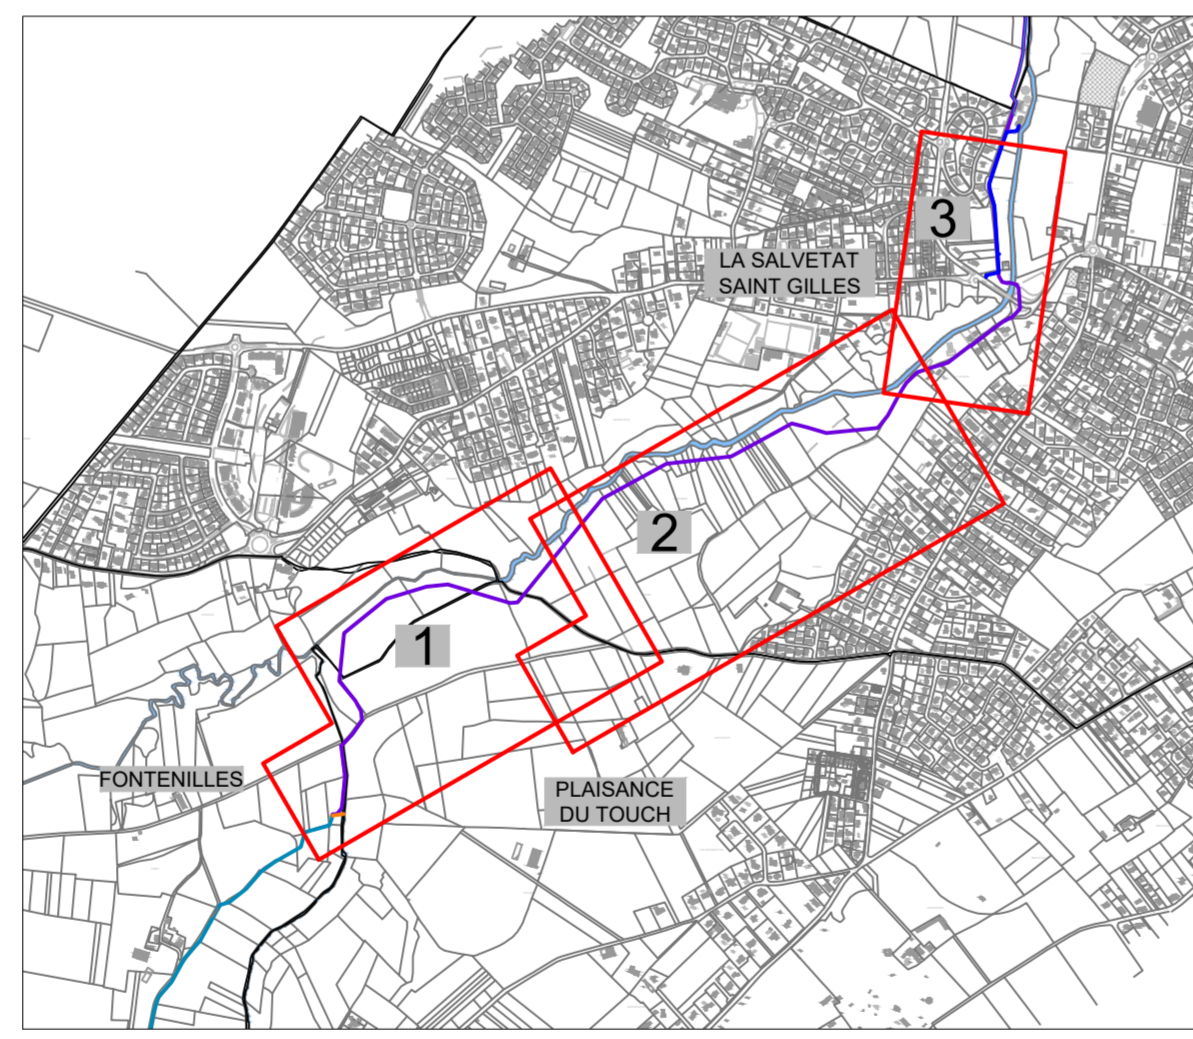 3
LA SALVETAT
SAINT GILLES
2
1
FONTENILLES
PLAISANCE
DU TOUCH